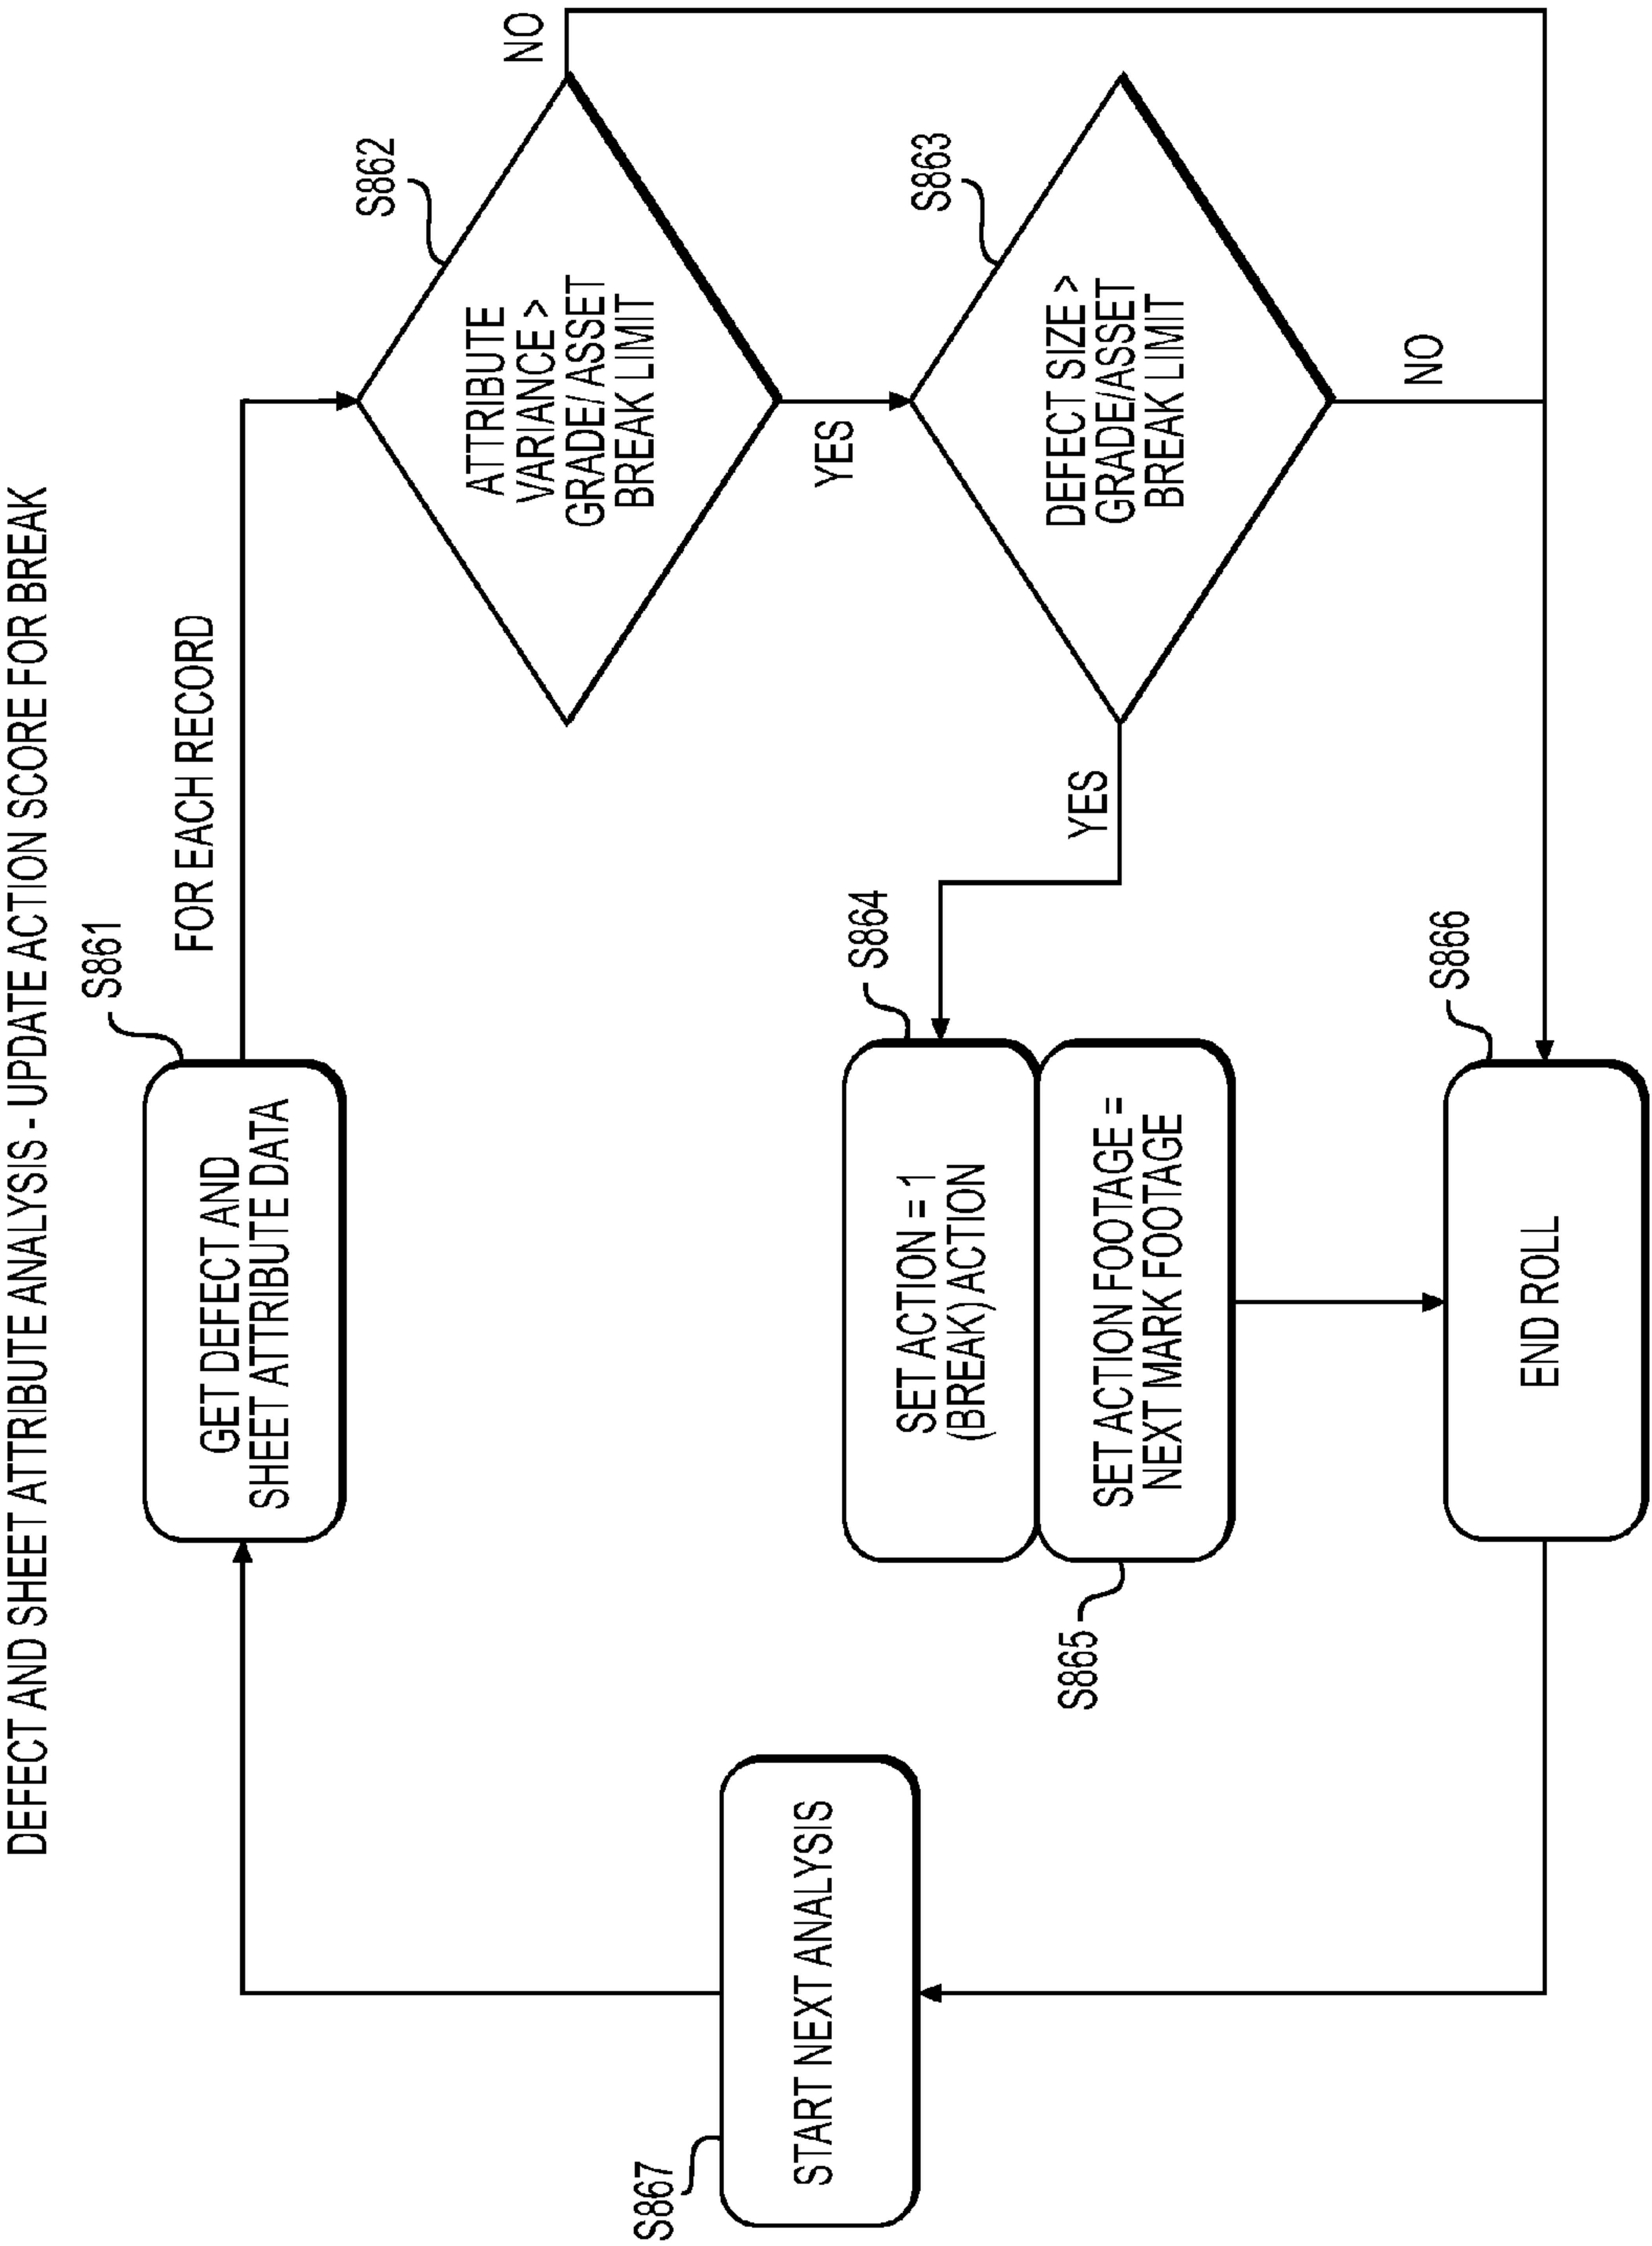 DEFECT AND SHEET ATTRIBUTE ANALYSIS - UPDATE ACTION SCORE FOR BREAK
S861
GET DEFECT AND
SHEET ATTRIBUTE DATA
FOR EACH RECORD
S862
ATTRIBUTE
VARIANCE >
GRADE/ASSET
BREAK LIMIT
NO
YES
S863
DEFECT SIZE >
GRADE/ASSET
BREAK LIMIT
YES
NO
S864
SET ACTION = 1
(BREAK) ACTION
S865
SET ACTION FOOTAGE =
NEXT MARK FOOTAGE
S866
END ROLL
S867
START NEXT ANALYSIS